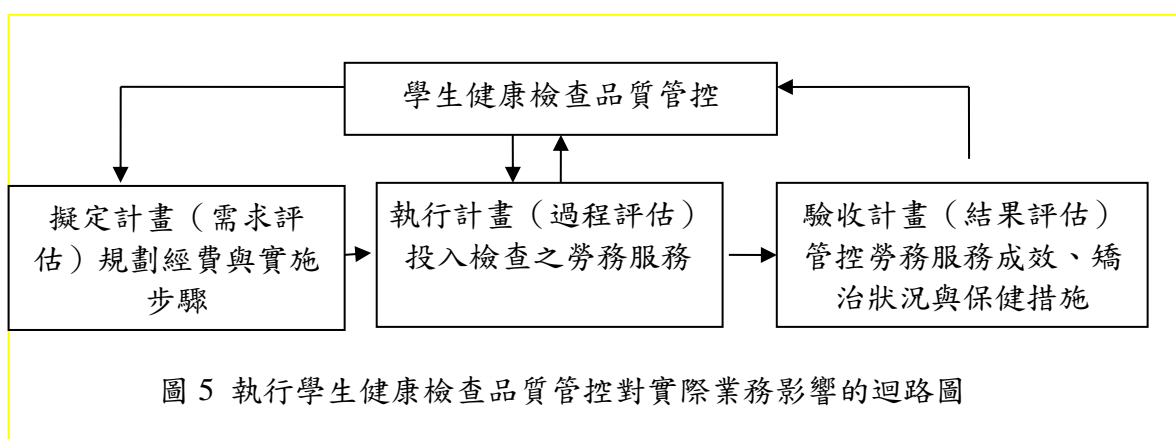 學生健康檢查品質管控
擬定計畫（需求評
估）規劃經費與實施
步驟
執行計畫（過程評估）
投入檢查之勞務服務
驗收計畫（結果評估）
管控勞務服務成效、矯
治狀況與保健措施
圖 5 執行學生健康檢查品質管控對實際業務影響的迴路圖